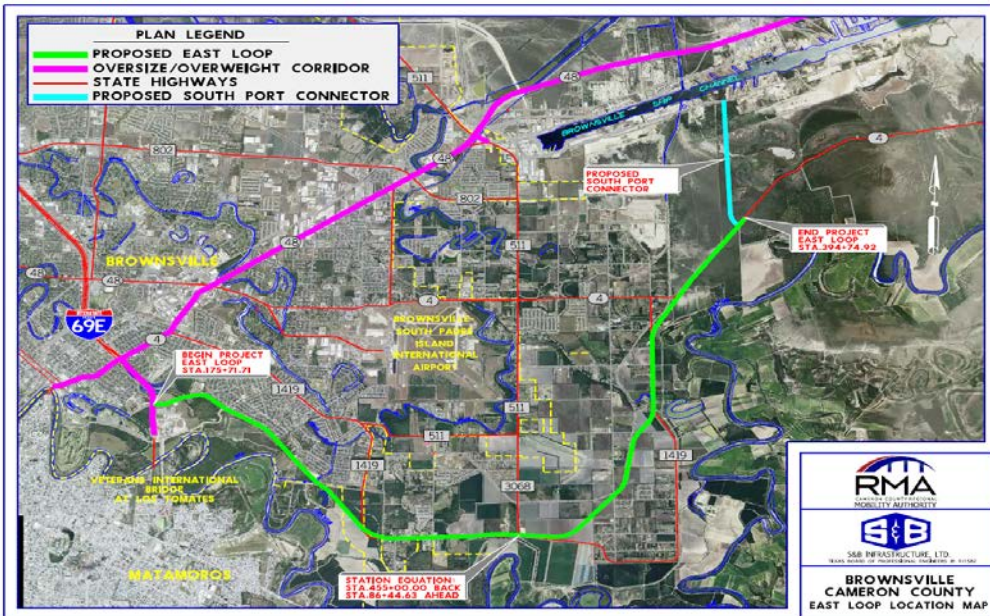 PLAN LEGEND
PROPOSED EAST LOOP
OVERSIZE/OVERWEIGHT CORRIDOR
STATE HIGHWAYS
PROPOSED SOUTH PORT CONNECTOR
511
48
BROWNSVILLE SHIP CHANNEL
4
802
48
PROPOSED
SOUTH PORT
CONNECTOR
802
END PROJECT
EAST LOOP
STA.394+74.92
48
511
BROWNSVILLE
48
48
4
4
69E
BROWNSVILLE
SOUTH PADRE
ISLAND
INTERNATIONAL
AIRPORT
4
BEGIN PROJECT
EAST LOOP
STA.175+71.71
1419
511
511
1419
1419
3068
VETERANS INTERNATIONAL
BRIDGE
AT LOS TOMATES
MATAMOROS
STATION EQUATION:
STA.455+00.00 BACK
STA.86+44.63 AHEAD
RMA
CAMERON COUNTY REGIONAL
MOBILITY AUTHORITY
S&B
S&B INFRASTRUCTURE, LTD.
BROWNSVILLE
CAMERON COUNTY
EAST LOOP LOCATION MAP